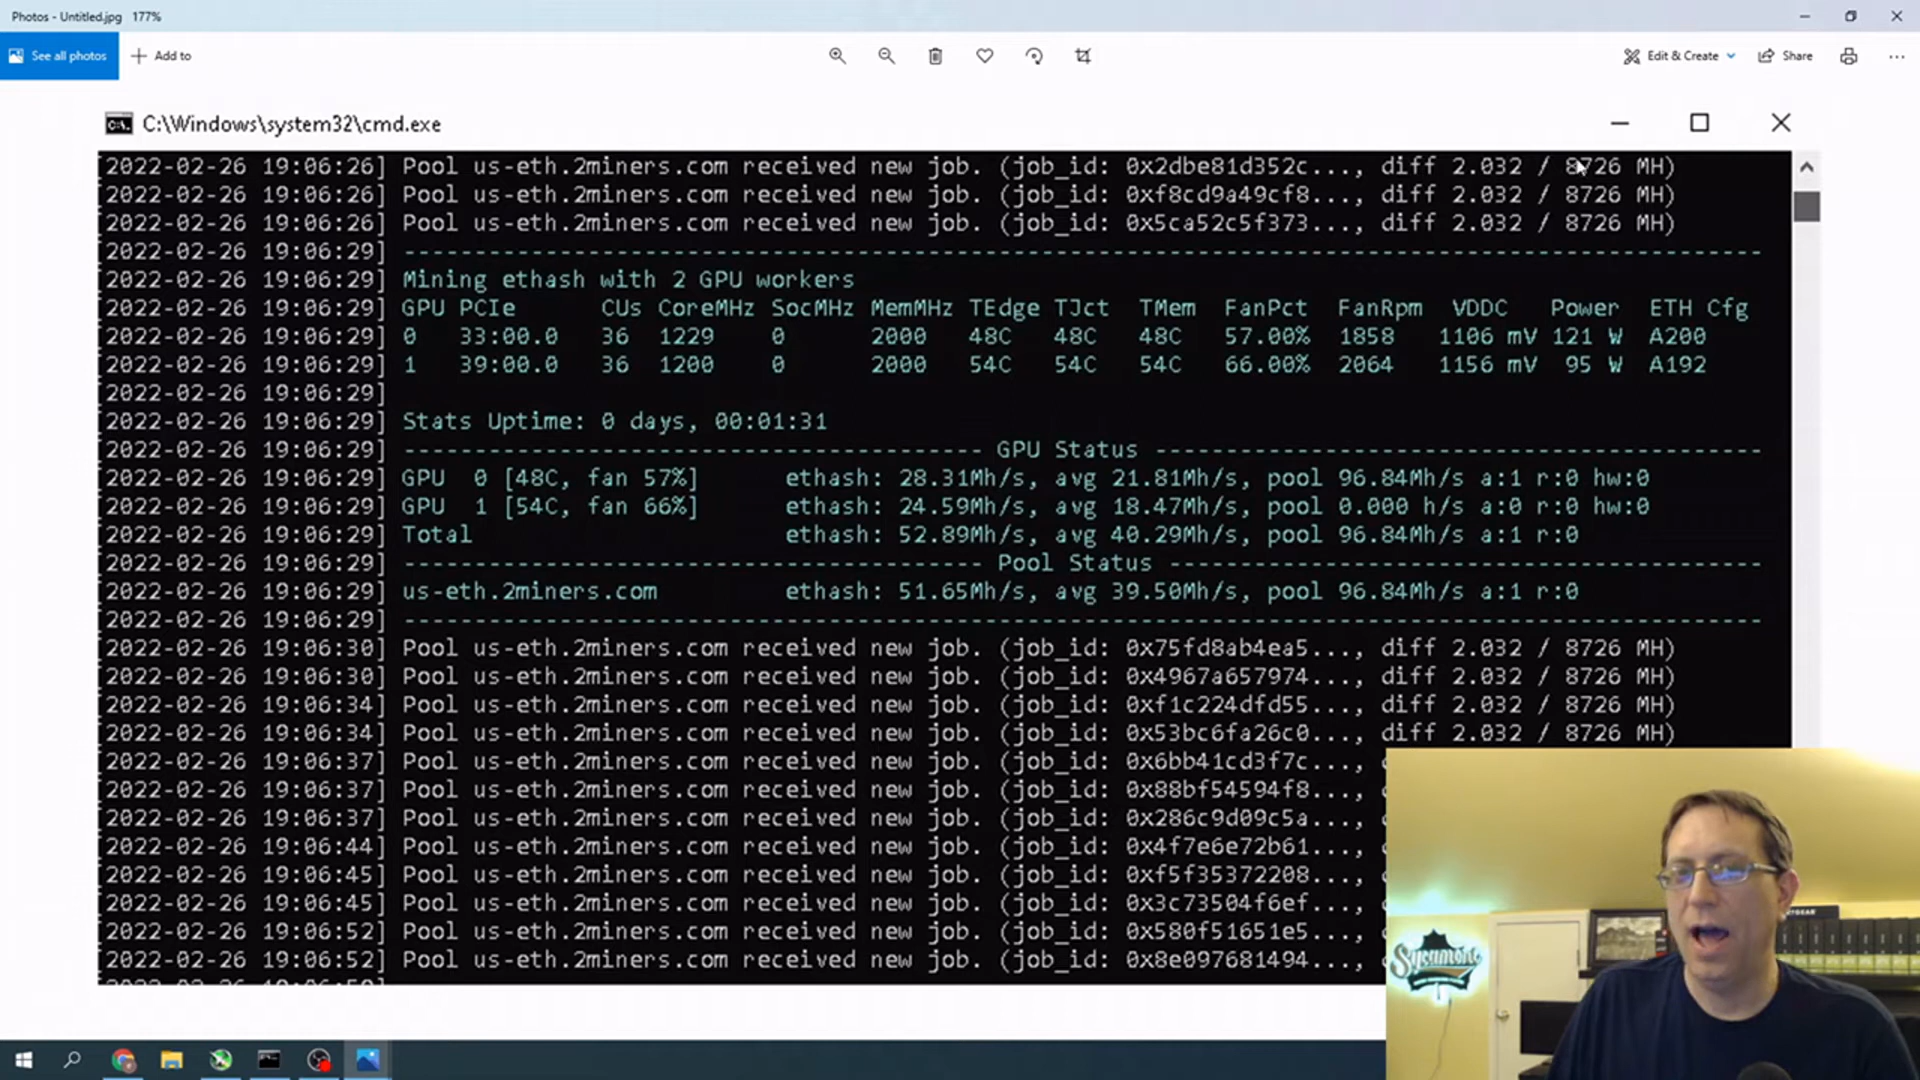 Photos - Untitled.jpg 177%
See all photos
Add to
Edit & Create
Share
C:\Windows\system32\cmd.exe
[2022-02-26 19:06:26] Pool us-eth.2miners.com received new job. (job_id: 0x2dbe81d352c..., diff 2.032 / 8726 MH)
[2022-02-26 19:06:26] Pool us-eth.2miners.com received new job. (job_id: 0xf8cd9a49cf8..., diff 2.032 / 8726 MH)
[2022-02-26 19:06:26] Pool us-eth.2miners.com received new job. (job_id: 0x5ca52c5f373..., diff 2.032 / 8726 MH)
[2022-02-26 19:06:29] ------------------------------------------------------------------------------------------------
[2022-02-26 19:06:29] Mining ethash with 2 GPU workers
[2022-02-26 19:06:29] GPU PCIe CUs CoreMHz SocMHz MemMHz TEdge TJct TMem FanPct FanRpm VDDC Power ETH Cfg
[2022-02-26 19:06:29] 0 33:00.0 36 1229 0 2000 48C 48C 48C 57.00% 1858 1106 mV 121 W A200
[2022-02-26 19:06:29] 1 39:00.0 36 1200 0 2000 54C 54C 54C 66.00% 2064 1156 mV 95 W A192
[2022-02-26 19:06:29]
[2022-02-26 19:06:29] Stats Uptime: 0 days, 00:01:31
[2022-02-26 19:06:29] ----------------------------------------- GPU Status -------------------------------------------
[2022-02-26 19:06:29] GPU 0 [48C, fan 57%] ethash: 28.31Mh/s, avg 21.81Mh/s, pool 96.84Mh/s a:1 r:0 hw:0
[2022-02-26 19:06:29] GPU 1 [54C, fan 66%] ethash: 24.59Mh/s, avg 18.47Mh/s, pool 0.000 h/s a:0 r:0 hw:0
[2022-02-26 19:06:29] Total ethash: 52.89Mh/s, avg 40.29Mh/s, pool 96.84Mh/s a:1 r:0
[2022-02-26 19:06:29] ----------------------------------------- Pool Status ------------------------------------------
[2022-02-26 19:06:29] us-eth.2miners.com ethash: 51.65Mh/s, avg 39.50Mh/s, pool 96.84Mh/s a:1 r:0
[2022-02-26 19:06:29] ------------------------------------------------------------------------------------------------
[2022-02-26 19:06:30] Pool us-eth.2miners.com received new job. (job_id: 0x75fd8ab4ea5..., diff 2.032 / 8726 MH)
[2022-02-26 19:06:30] Pool us-eth.2miners.com received new job. (job_id: 0x4967a657974..., diff 2.032 / 8726 MH)
[2022-02-26 19:06:34] Pool us-eth.2miners.com received new job. (job_id: 0xf1c224dfd55..., diff 2.032 / 8726 MH)
[2022-02-26 19:06:34] Pool us-eth.2miners.com received new job. (job_id: 0x53bc6fa26c0..., diff 2.032 / 8726 MH)
[2022-02-26 19:06:37] Pool us-eth.2miners.com received new job. (job_id: 0x6bb41cd3f7c...,
[2022-02-26 19:06:37] Pool us-eth.2miners.com received new job. (job_id: 0x88bf54594f8...,
[2022-02-26 19:06:37] Pool us-eth.2miners.com received new job. (job_id: 0x286c9d09c5a...,
[2022-02-26 19:06:44] Pool us-eth.2miners.com received new job. (job_id: 0x4f7e6e72b61...,
[2022-02-26 19:06:45] Pool us-eth.2miners.com received new job. (job_id: 0xf5f35372208...,
[2022-02-26 19:06:45] Pool us-eth.2miners.com received new job. (job_id: 0x3c73504f6ef...,
[2022-02-26 19:06:52] Pool us-eth.2miners.com received new job. (job_id: 0x580f51651e5...,
[2022-02-26 19:06:52] Pool us-eth.2miners.com received new job. (job_id: 0x8e097681494...,
Sycamore